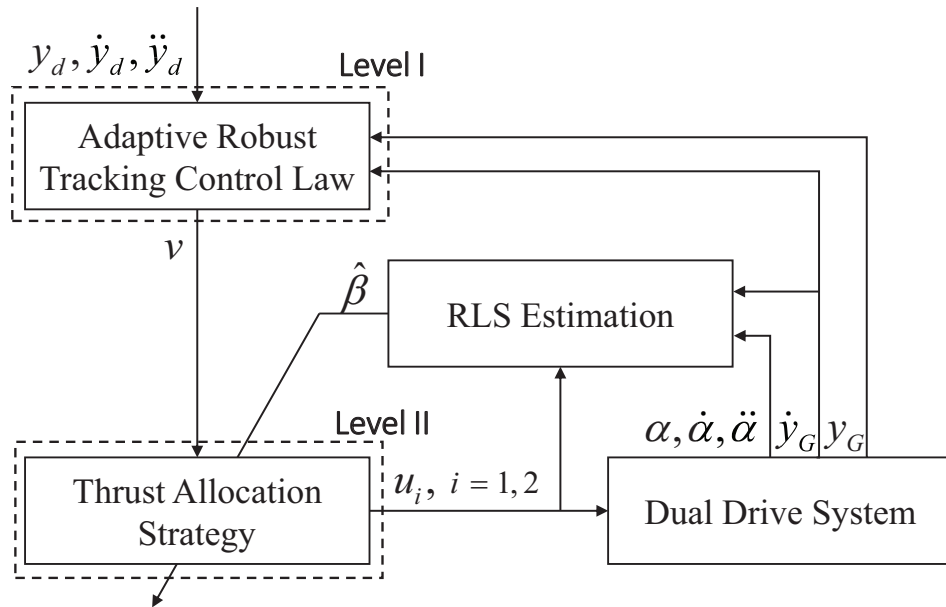 y_d, ẏ_d, ÿ_d
Level I
Adaptive Robust
Tracking Control Law
v
β̂
RLS Estimation
Level II
α, α̇, α̈ ẏ_G y_G
Thrust Allocation
Strategy
u_i, i = 1, 2
Dual Drive System